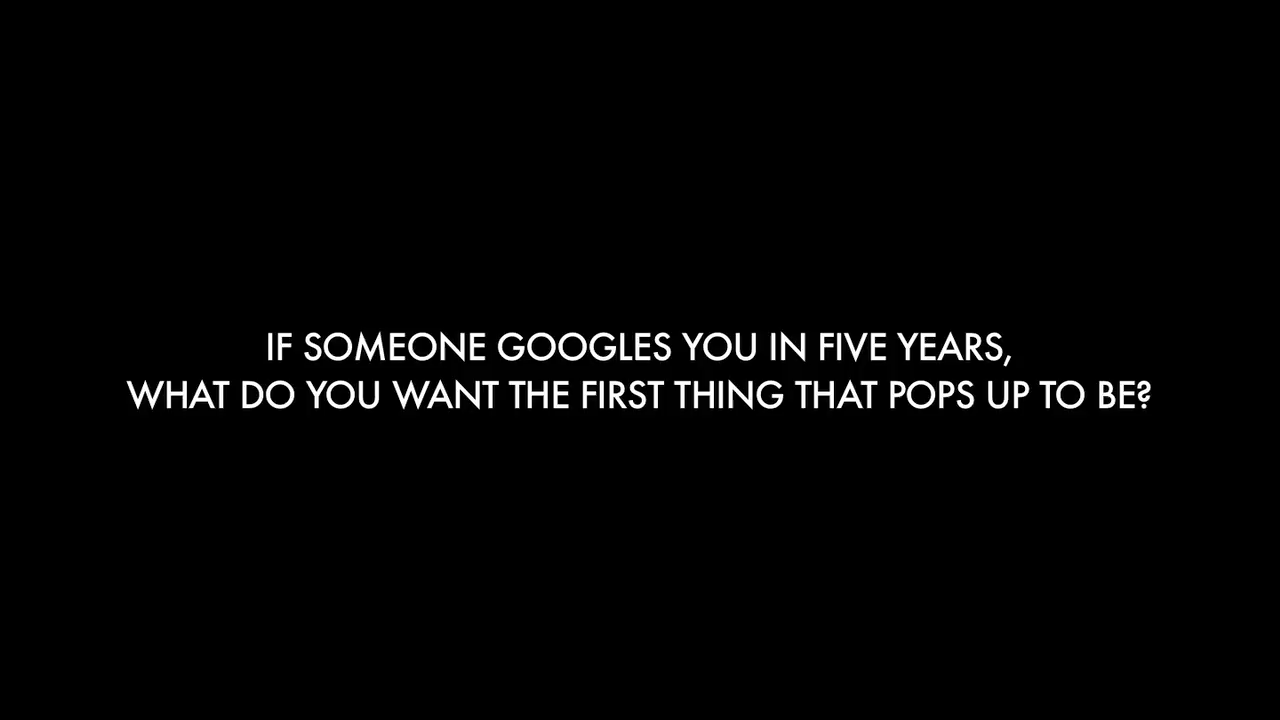 IF SOMEONE GOOGLES YOU IN FIVE YEARS,
WHAT DO YOU WANT THE FIRST THING THAT POPS UP TO BE?